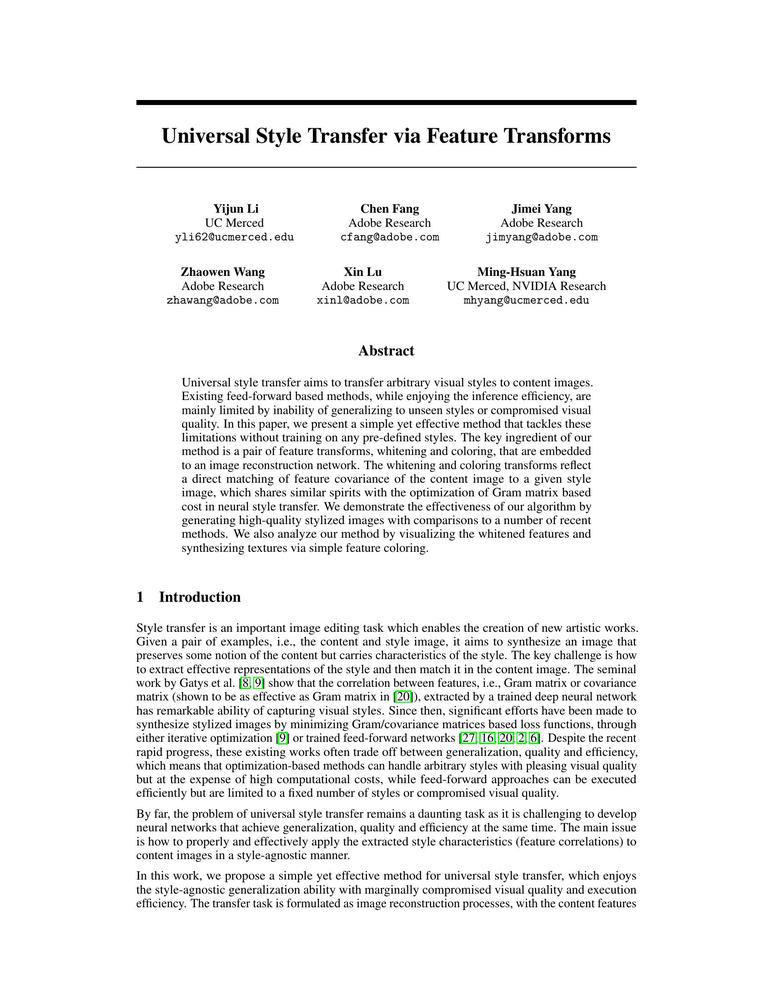 Universal Style Transfer via Feature Transforms
Yijun Li
UC Merced
yli62@ucmerced.edu
Chen Fang
Adobe Research
cfang@adobe.com
Jimei Yang
Adobe Research
jimyang@adobe.com
Zhaowen Wang
Adobe Research
zhawang@adobe.com
Xin Lu
Adobe Research
xinl@adobe.com
Ming-Hsuan Yang
UC Merced, NVIDIA Research
mhyang@ucmerced.edu
Abstract
Universal style transfer aims to transfer arbitrary visual styles to content images.
Existing feed-forward based methods, while enjoying the inference efficiency, are
mainly limited by inability of generalizing to unseen styles or compromised visual
quality. In this paper, we present a simple yet effective method that tackles these
limitations without training on any pre-defined styles. The key ingredient of our
method is a pair of feature transforms, whitening and coloring, that are embedded
to an image reconstruction network. The whitening and coloring transforms reflect
a direct matching of feature covariance of the content image to a given style
image, which shares similar spirits with the optimization of Gram matrix based
cost in neural style transfer. We demonstrate the effectiveness of our algorithm by
generating high-quality stylized images with comparisons to a number of recent
methods. We also analyze our method by visualizing the whitened features and
synthesizing textures via simple feature coloring.
1 Introduction
Style transfer is an important image editing task which enables the creation of new artistic works.
Given a pair of examples, i.e., the content and style image, it aims to synthesize an image that
preserves some notion of the content but carries characteristics of the style. The key challenge is how
to extract effective representations of the style and then match it in the content image. The seminal
work by Gatys et al. [8, 9] show that the correlation between features, i.e., Gram matrix or covariance
matrix (shown to be as effective as Gram matrix in [20]), extracted by a trained deep neural network
has remarkable ability of capturing visual styles. Since then, significant efforts have been made to
synthesize stylized images by minimizing Gram/covariance matrices based loss functions, through
either iterative optimization [9] or trained feed-forward networks [27, 16, 20, 2, 6]. Despite the recent
rapid progress, these existing works often trade off between generalization, quality and efficiency,
which means that optimization-based methods can handle arbitrary styles with pleasing visual quality
but at the expense of high computational costs, while feed-forward approaches can be executed
efficiently but are limited to a fixed number of styles or compromised visual quality.
By far, the problem of universal style transfer remains a daunting task as it is challenging to develop
neural networks that achieve generalization, quality and efficiency at the same time. The main issue
is how to properly and effectively apply the extracted style characteristics (feature correlations) to
content images in a style-agnostic manner.
In this work, we propose a simple yet effective method for universal style transfer, which enjoys
the style-agnostic generalization ability with marginally compromised visual quality and execution
efficiency. The transfer task is formulated as image reconstruction processes, with the content features